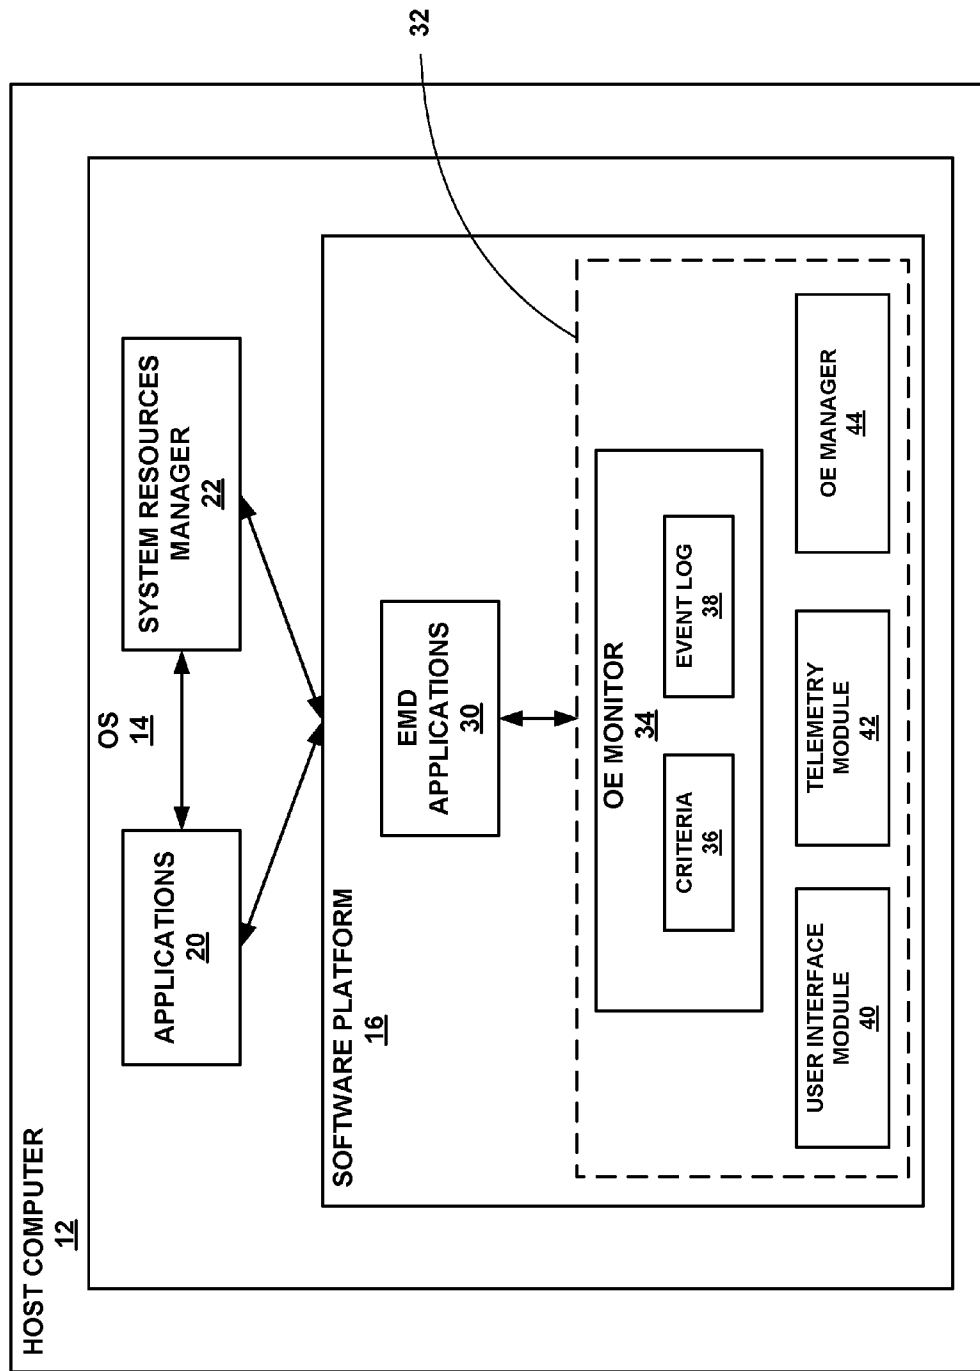 HOST COMPUTER
12
OS
14
APPLICATIONS
20
SYSTEM RESOURCES
MANAGER
22
SOFTWARE PLATFORM
16
EMD
APPLICATIONS
30
32
OE MONITOR
34
CRITERIA
36
EVENT LOG
38
USER INTERFACE
MODULE
40
TELEMETRY
MODULE
42
OE MANAGER
44